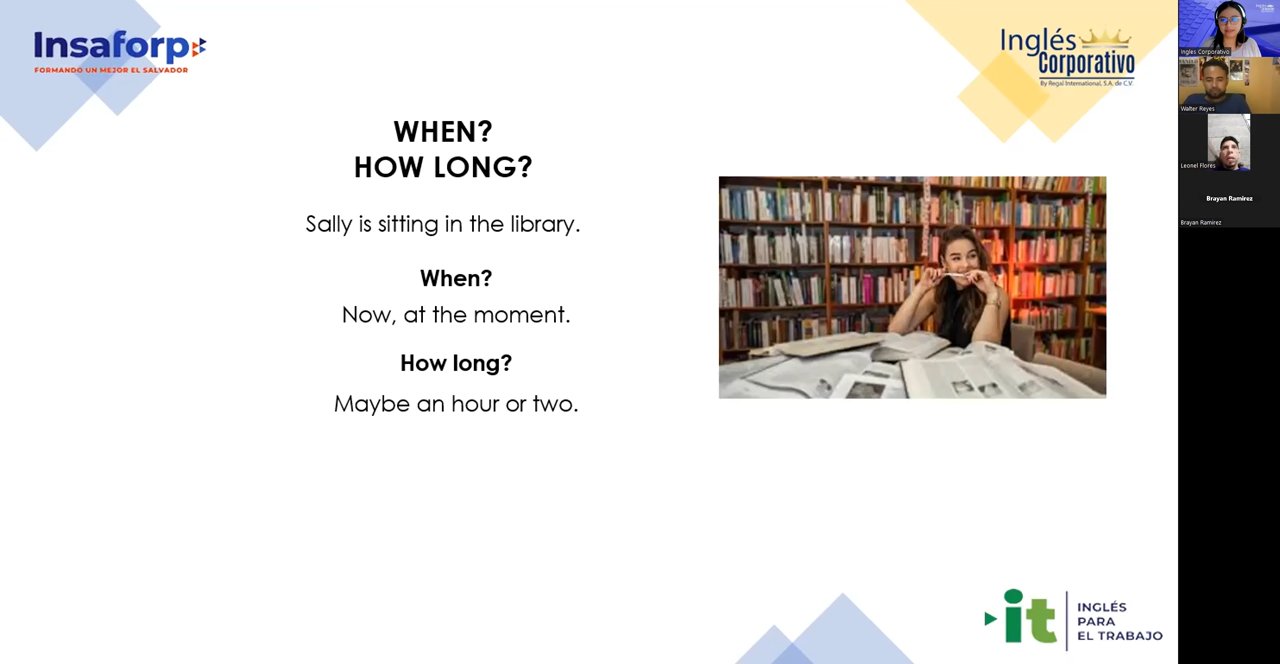 Insaforp
FORMANDO UN MEJOR EL SALVADOR
Inglés
Corporativo
By Regal International, S.A. de C.V.
WHEN?
HOW LONG?
Sally is sitting in the library.
When?
Now, at the moment.
How long?
Maybe an hour or two.
it
INGLÉS
PARA
EL TRABAJO
Inglés Corporativo
Walter Reyes
Leonel Flores
Brayan Ramirez
Brayan Ramirez